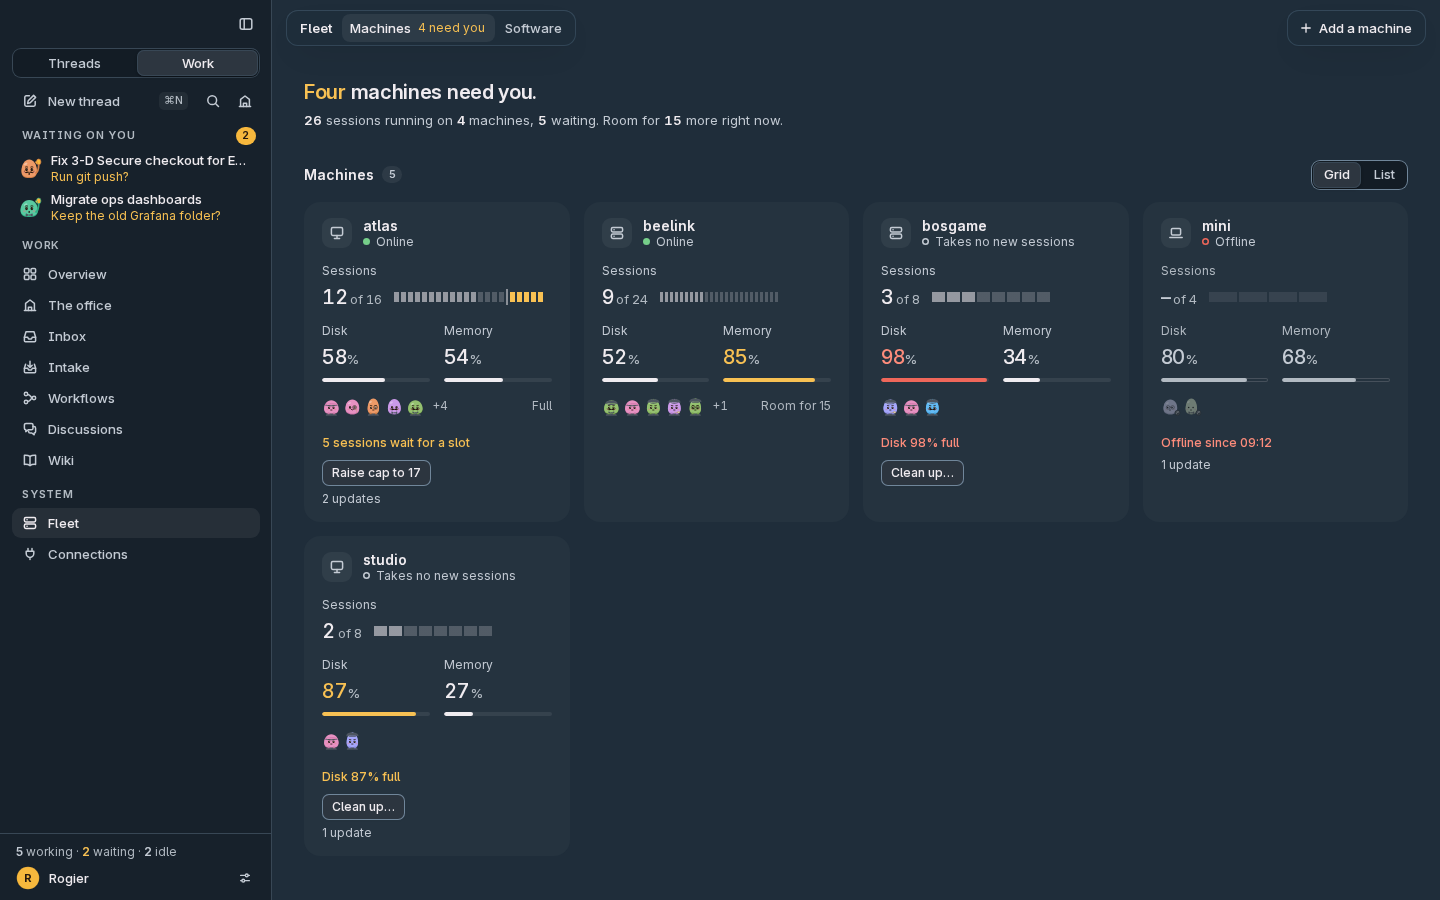 Threads
Work
New thread
⌘N
WAITING ON YOU
2
Fix 3-D Secure checkout for E…
Run git push?
Migrate ops dashboards
Keep the old Grafana folder?
WORK
Overview
The office
Inbox
Intake
Workflows
Discussions
Wiki
SYSTEM
Fleet
Connections
5 working · 2 waiting · 2 idle
R
Rogier
Fleet
Machines 4 need you
Software
Add a machine
Four machines need you.
26 sessions running on 4 machines, 5 waiting. Room for 15 more right now.
Machines 5
Grid
List
atlas
Online
Sessions
12 of 16
Disk
Memory
58%
54%
+4
Full
5 sessions wait for a slot
Raise cap to 17
2 updates
beelink
Online
Sessions
9 of 24
Disk
Memory
52%
85%
+1
Room for 15
bosgame
Takes no new sessions
Sessions
3 of 8
Disk
Memory
98%
34%
Disk 98% full
Clean up…
mini
Offline
Sessions
– of 4
Disk
Memory
80%
68%
Offline since 09:12
1 update
studio
Takes no new sessions
Sessions
2 of 8
Disk
Memory
87%
27%
Disk 87% full
Clean up…
1 update